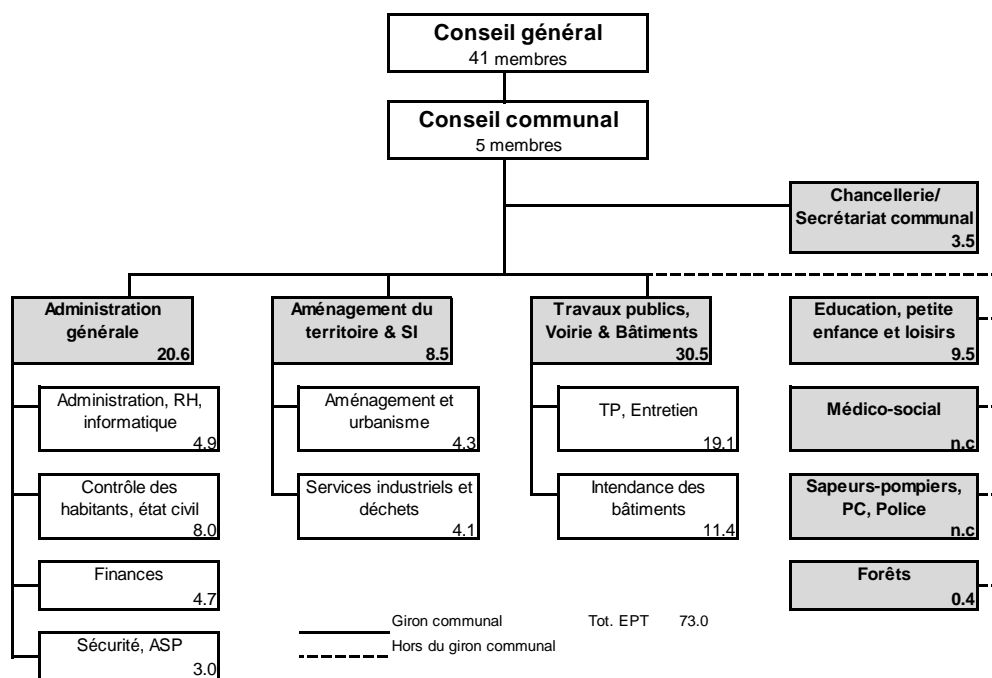 Conseil général
41 membres
Conseil communal
5 membres
Chancellerie/
Secrétariat communal
3.5
Administration
générale
20.6
Administration, RH,
informatique
4.9
Contrôle des
habitants, état civil
8.0
Finances
4.7
Sécurité, ASP
3.0
Aménagement du
territoire & SI
8.5
Aménagement et
urbanisme
4.3
Services industriels et
déchets
4.1
Travaux publics,
Voirie & Bâtiments
30.5
TP, Entretien
19.1
Intendance des
bâtiments
11.4
Education, petite
enfance et loisirs
9.5
Médico-social
n.c
Sapeurs-pompiers,
PC, Police
n.c
Forêts
0.4
Giron communal Tot. EPT 73.0
Hors du giron communal